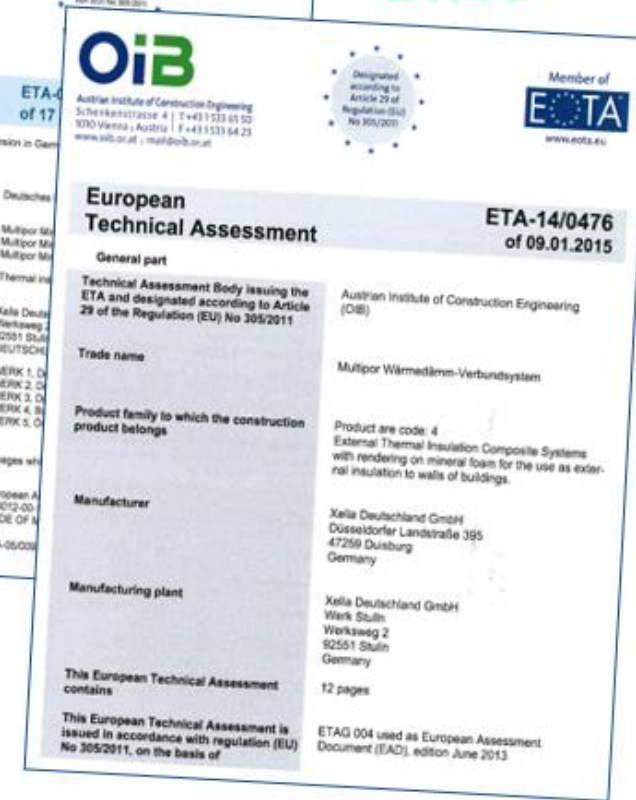 ETA-0
of 17
Deutsches
Multipor
Multipor
Multipor
Thermal
OiB
Austrian Institute of Construction Engineering
Schenkenstrasse 4 | T+43 1 533 65 50
1010 Vienna | Austria | F+43 1 533 64 23
www.oib.or.at | mail@oib.or.at
Designated
according to
Article 29 of
Regulation (EU)
No 305/2011
Member of
EOTA
www.eota.eu
European
Technical Assessment
ETA-14/0476
of 09.01.2015
General part
Technical Assessment Body issuing the
ETA and designated according to Article
29 of the Regulation (EU) No 305/2011
Austrian Institute of Construction Engineering
(OIB)
Trade name
Multipor Wärmedämm-Verbundsystem
Product family to which the construction
product belongs
Product are code: 4
External Thermal Insulation Composite Systems
with rendering on mineral foam for the use as exter-
nal insulation to walls of buildings.
Manufacturer
Xella Deutschland GmbH
Düsseldorfer Landstraße 395
47259 Duisburg
Germany
Manufacturing plant
Xella Deutschland GmbH
Werk Stulln
Werksweg 2
92551 Stulln
Germany
This European Technical Assessment
contains
12 pages
This European Technical Assessment is
issued in accordance with regulation (EU)
No 305/2011, on the basis of
ETAG 004 used as European Assessment
Document (EAD), edition June 2013